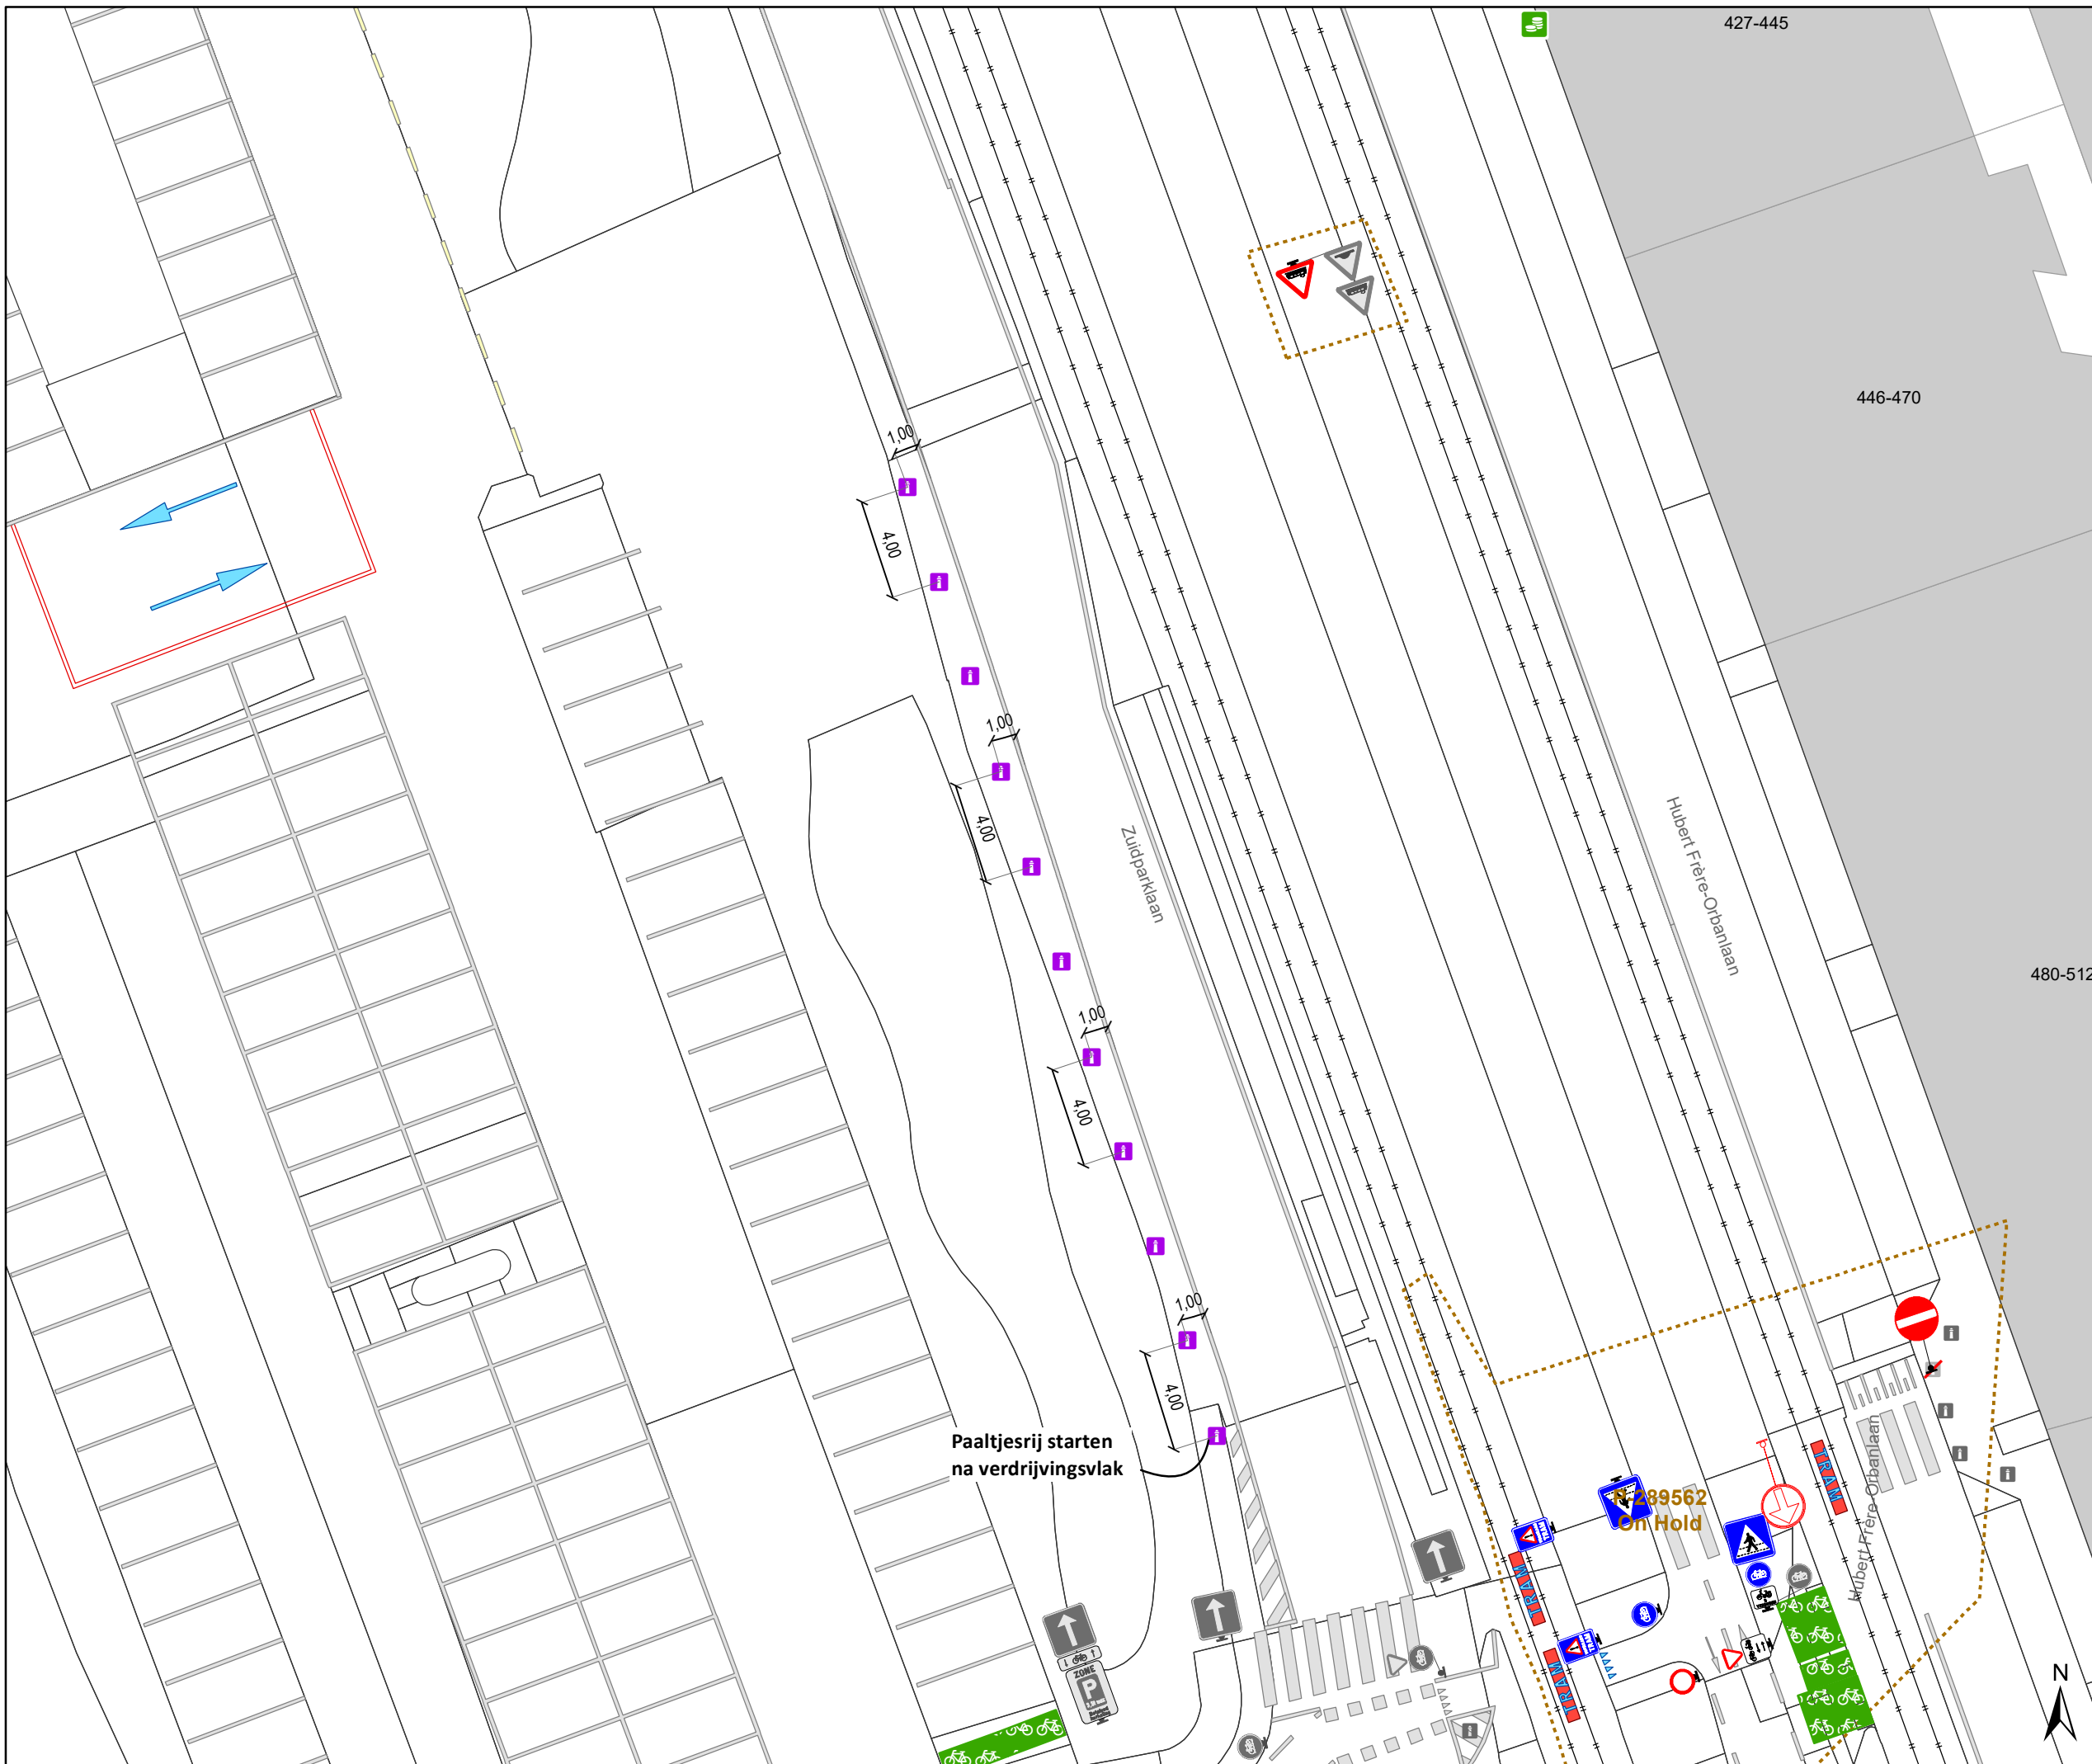 427-445
446-470
1,00
4,00
1,00
4,00
Zuidparklaan
Hubert Frère-Orbanlaan
480-512
1,00
4,00
1,00
4,00
Paaltjesrij starten
na verdrijvingsvlak
289562
On Hold
TRAM
TRAM
TRAM
TRAM
TRAM
Hubert Frère-Orbanlaan
ZONE
P
N